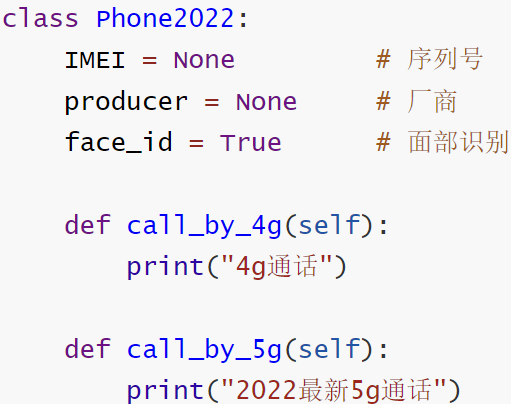 class Phone2022:
    IMEI = None         # 序列号
    producer = None     # 厂商
    face_id = True      # 面部识别
    def call_by_4g(self):
        print("4g通话")
    def call_by_5g(self):
        print("2022最新5g通话")